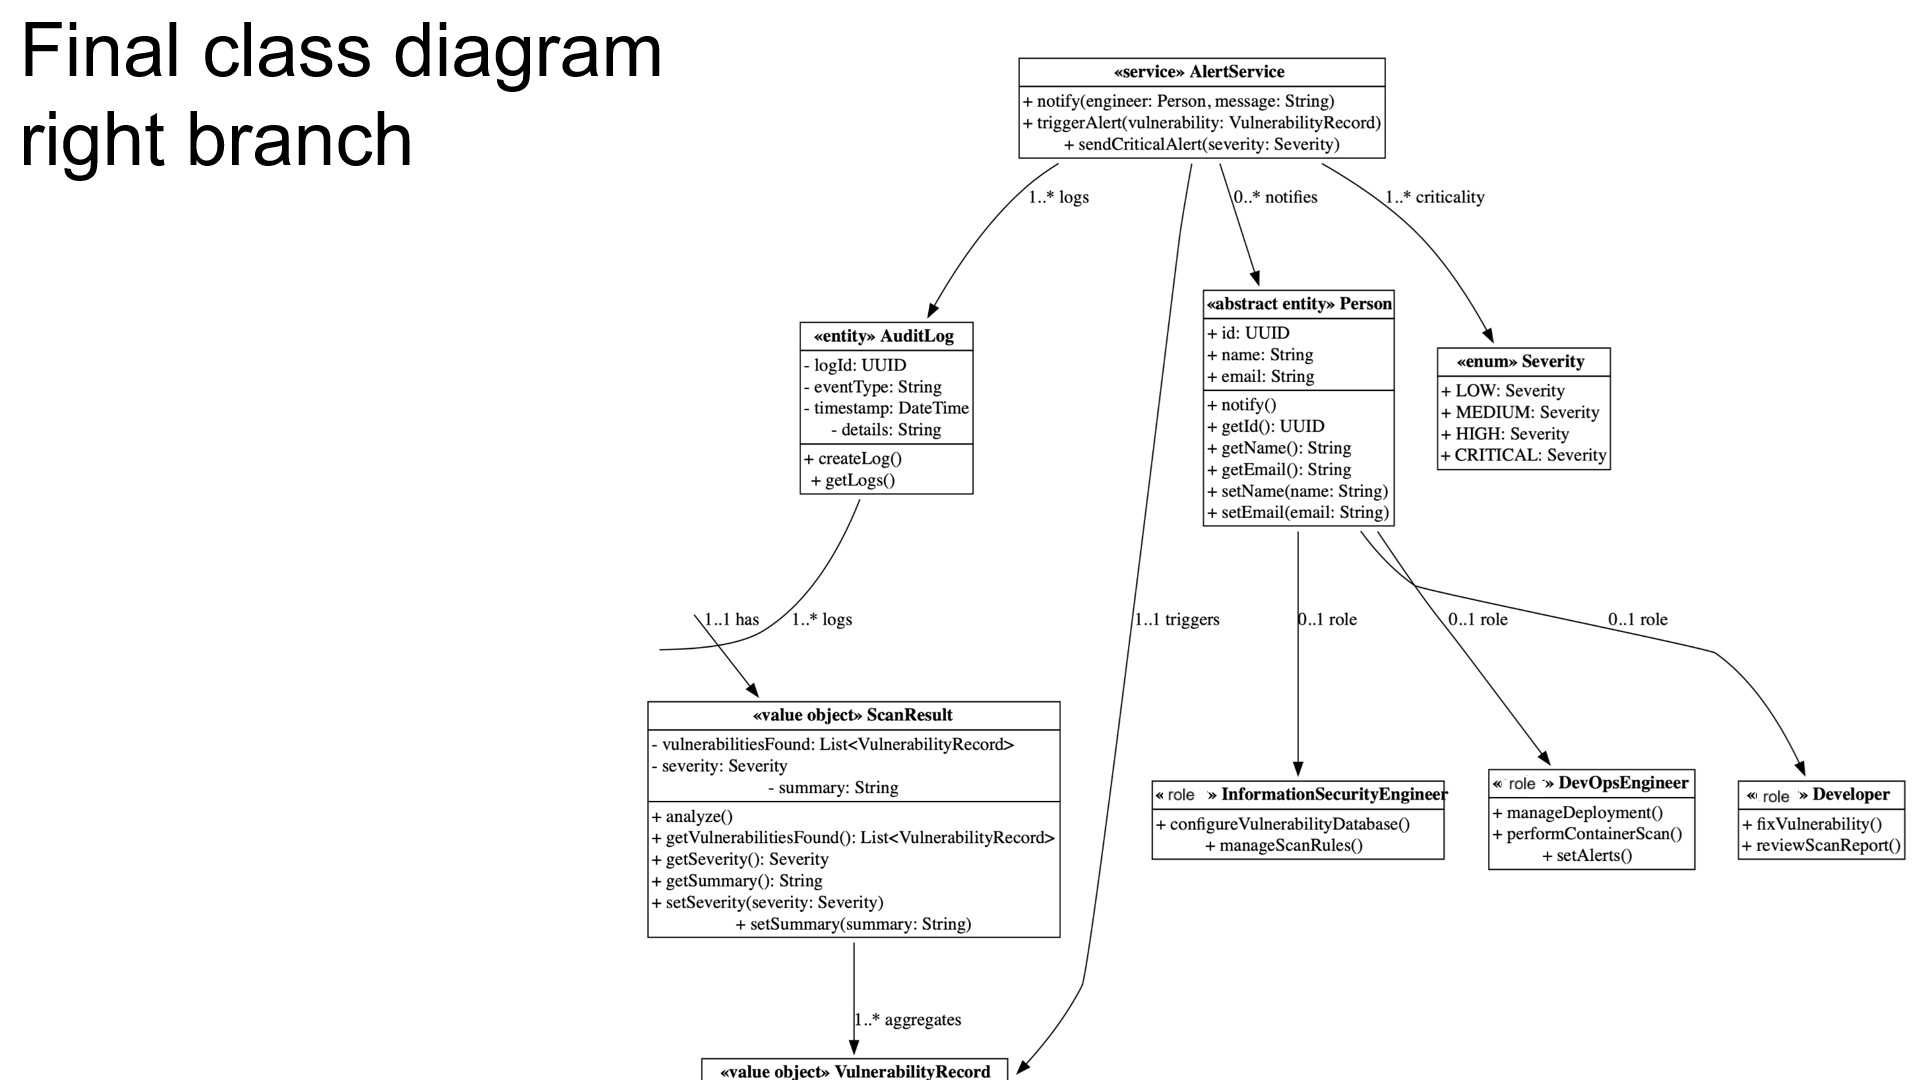 Final class diagram
right branch
«service» AlertService
+ notify(engineer: Person, message: String)
+ triggerAlert(vulnerability: VulnerabilityRecord)
+ sendCriticalAlert(severity: Severity)
1..* logs
0..* notifies
1..* criticality
«entity» AuditLog
- logId: UUID
- eventType: String
- timestamp: DateTime
- details: String
+ createLog()
+ getLogs()
«abstract entity» Person
+ id: UUID
+ name: String
+ email: String
+ notify()
+ getId(): UUID
+ getName(): String
+ getEmail(): String
+ setName(name: String)
+ setEmail(email: String)
«enum» Severity
+ LOW: Severity
+ MEDIUM: Severity
+ HIGH: Severity
+ CRITICAL: Severity
1..1 has
1..* logs
1..1 triggers
0..1 role
0..1 role
0..1 role
«value object» ScanResult
- vulnerabilitiesFound: List<VulnerabilityRecord>
- severity: Severity
- summary: String
+ analyze()
+ getVulnerabilitiesFound(): List<VulnerabilityRecord>
+ getSeverity(): Severity
+ getSummary(): String
+ setSeverity(severity: Severity)
+ setSummary(summary: String)
« role » InformationSecurityEngineer
+ configureVulnerabilityDatabase()
+ manageScanRules()
« role » DevOpsEngineer
+ manageDeployment()
+ performContainerScan()
+ setAlerts()
« role » Developer
+ fixVulnerability()
+ reviewScanReport()
1..* aggregates
«value object» VulnerabilityRecord